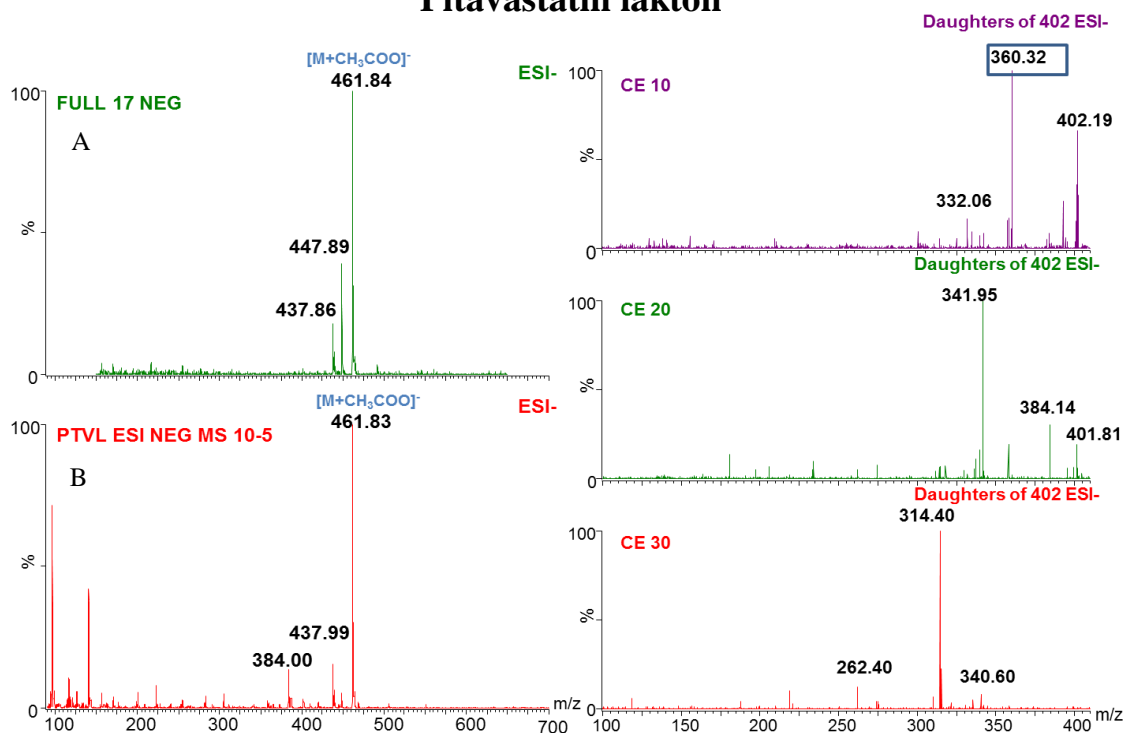 Pitavastatin lakton
[M+CH₃COO]⁻
461.84
ESI-
100
FULL 17 NEG
A
%
447.89
437.86
0
[M+CH₃COO]⁻
461.83
ESI-
100
PTVL ESI NEG MS 10-5
B
%
437.99
384.00
0
100 200 300 400 500 600 700
m/z
Daughters of 402 ESI-
360.32
100
CE 10
402.19
%
332.06
0
Daughters of 402 ESI-
341.95
100
CE 20
%
384.14
401.81
0
Daughters of 402 ESI-
314.40
100
CE 30
%
262.40
340.60
0
100 150 200 250 300 350 400
m/z